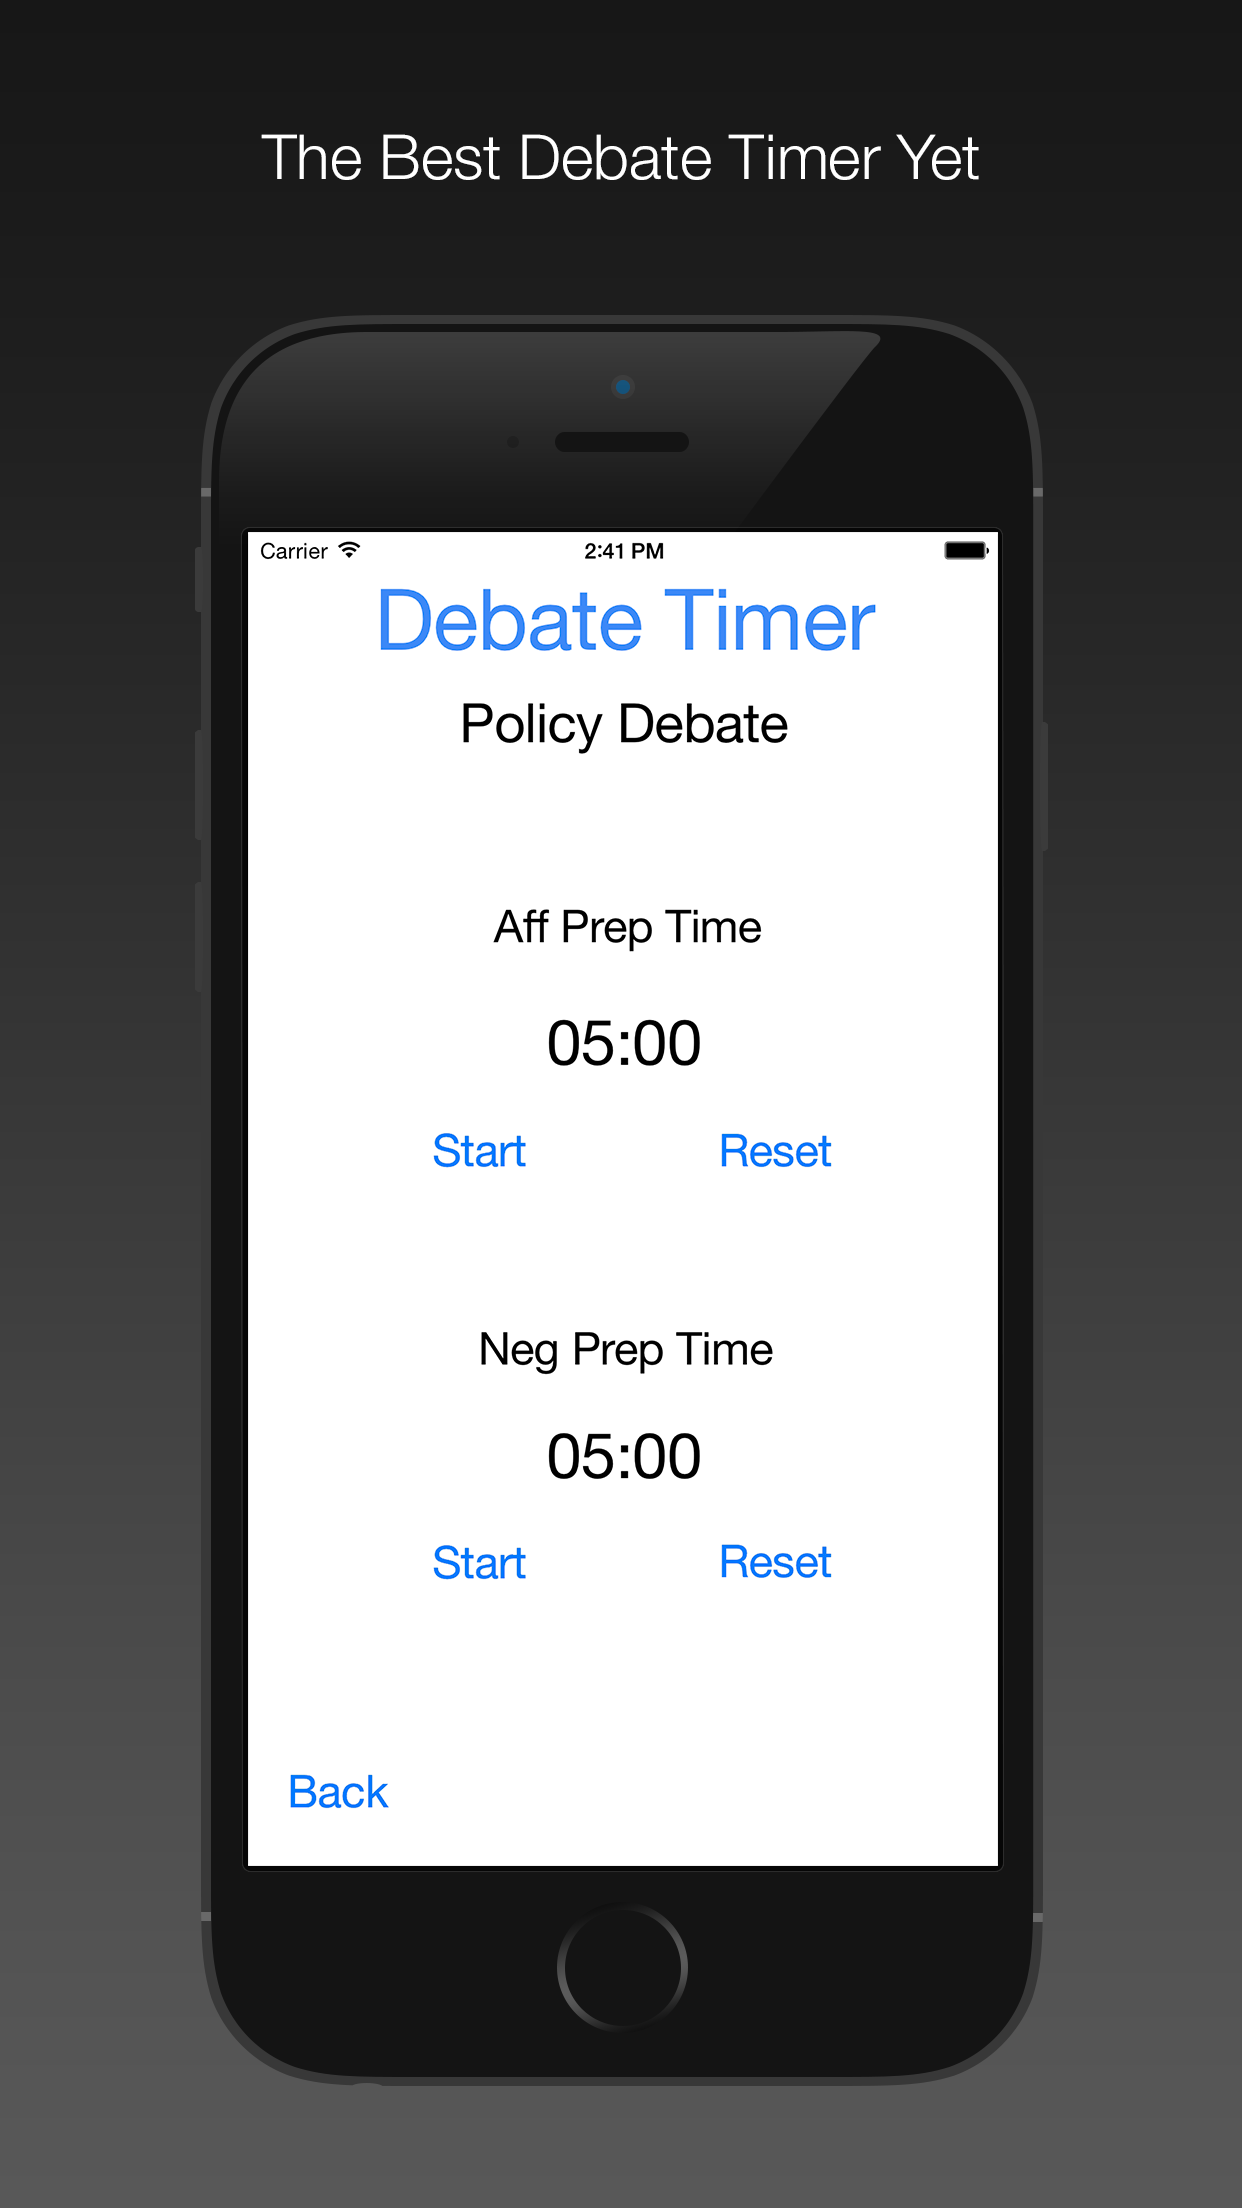 The Best Debate Timer Yet
Carrier 2:41 PM
Debate Timer
Policy Debate
Aff Prep Time
05:00
Start Reset
Neg Prep Time
05:00
Start Reset
Back